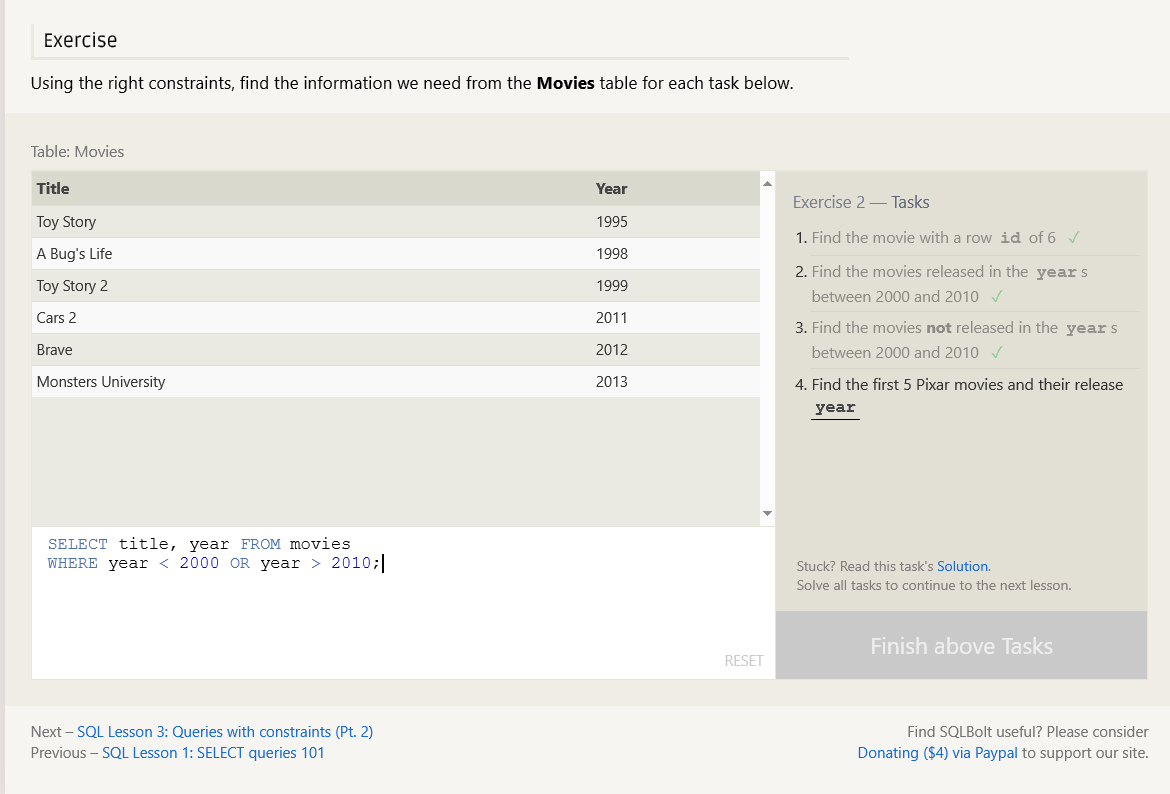 Exercise
Using the right constraints, find the information we need from the Movies table for each task below.
Table: Movies
Title Year
Toy Story 1995
A Bug's Life 1998
Toy Story 2 1999
Cars 2 2011
Brave 2012
Monsters University 2013
SELECT title, year FROM movies
WHERE year < 2000 OR year > 2010;
RESET
Exercise 2 — Tasks
1. Find the movie with a row id of 6 ✓
2. Find the movies released in the year s
between 2000 and 2010 ✓
3. Find the movies not released in the year s
between 2000 and 2010 ✓
4. Find the first 5 Pixar movies and their release
year
Stuck? Read this task's Solution.
Solve all tasks to continue to the next lesson.
Finish above Tasks
Next – SQL Lesson 3: Queries with constraints (Pt. 2)
Previous – SQL Lesson 1: SELECT queries 101
Find SQLBolt useful? Please consider
Donating ($4) via Paypal to support our site.